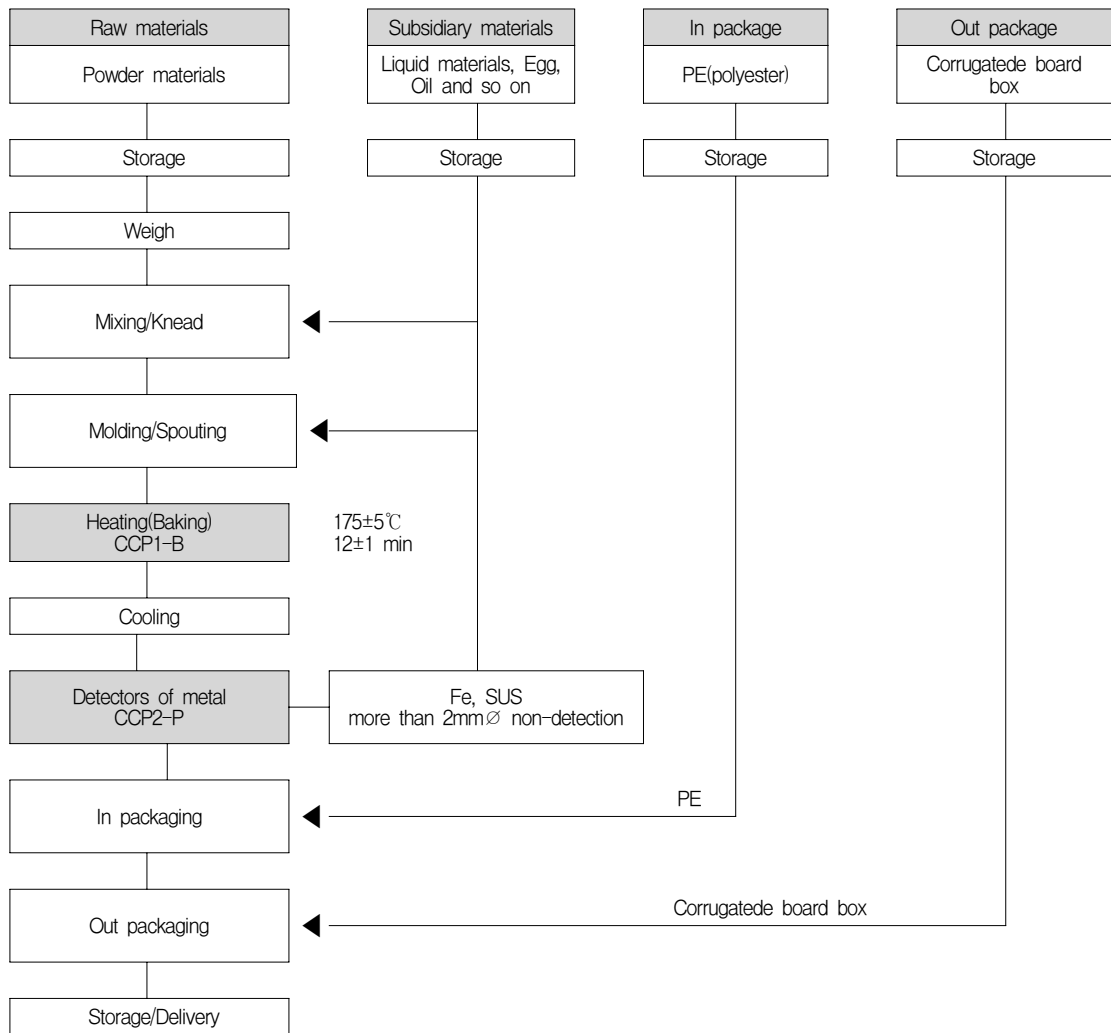 Raw materials
Powder materials
Subsidiary materials
Liquid materials, Egg,
Oil and so on
In package
PE(polyester)
Out package
Corrugatede board
box
Storage
Storage
Storage
Storage
Weigh
Mixing/Knead
Molding/Spouting
Heating(Baking)
CCP1-B
175±5℃
12±1 min
Cooling
Detectors of metal
CCP2-P
Fe, SUS
more than 2mm∅ non-detection
In packaging
PE
Out packaging
Corrugatede board box
Storage/Delivery